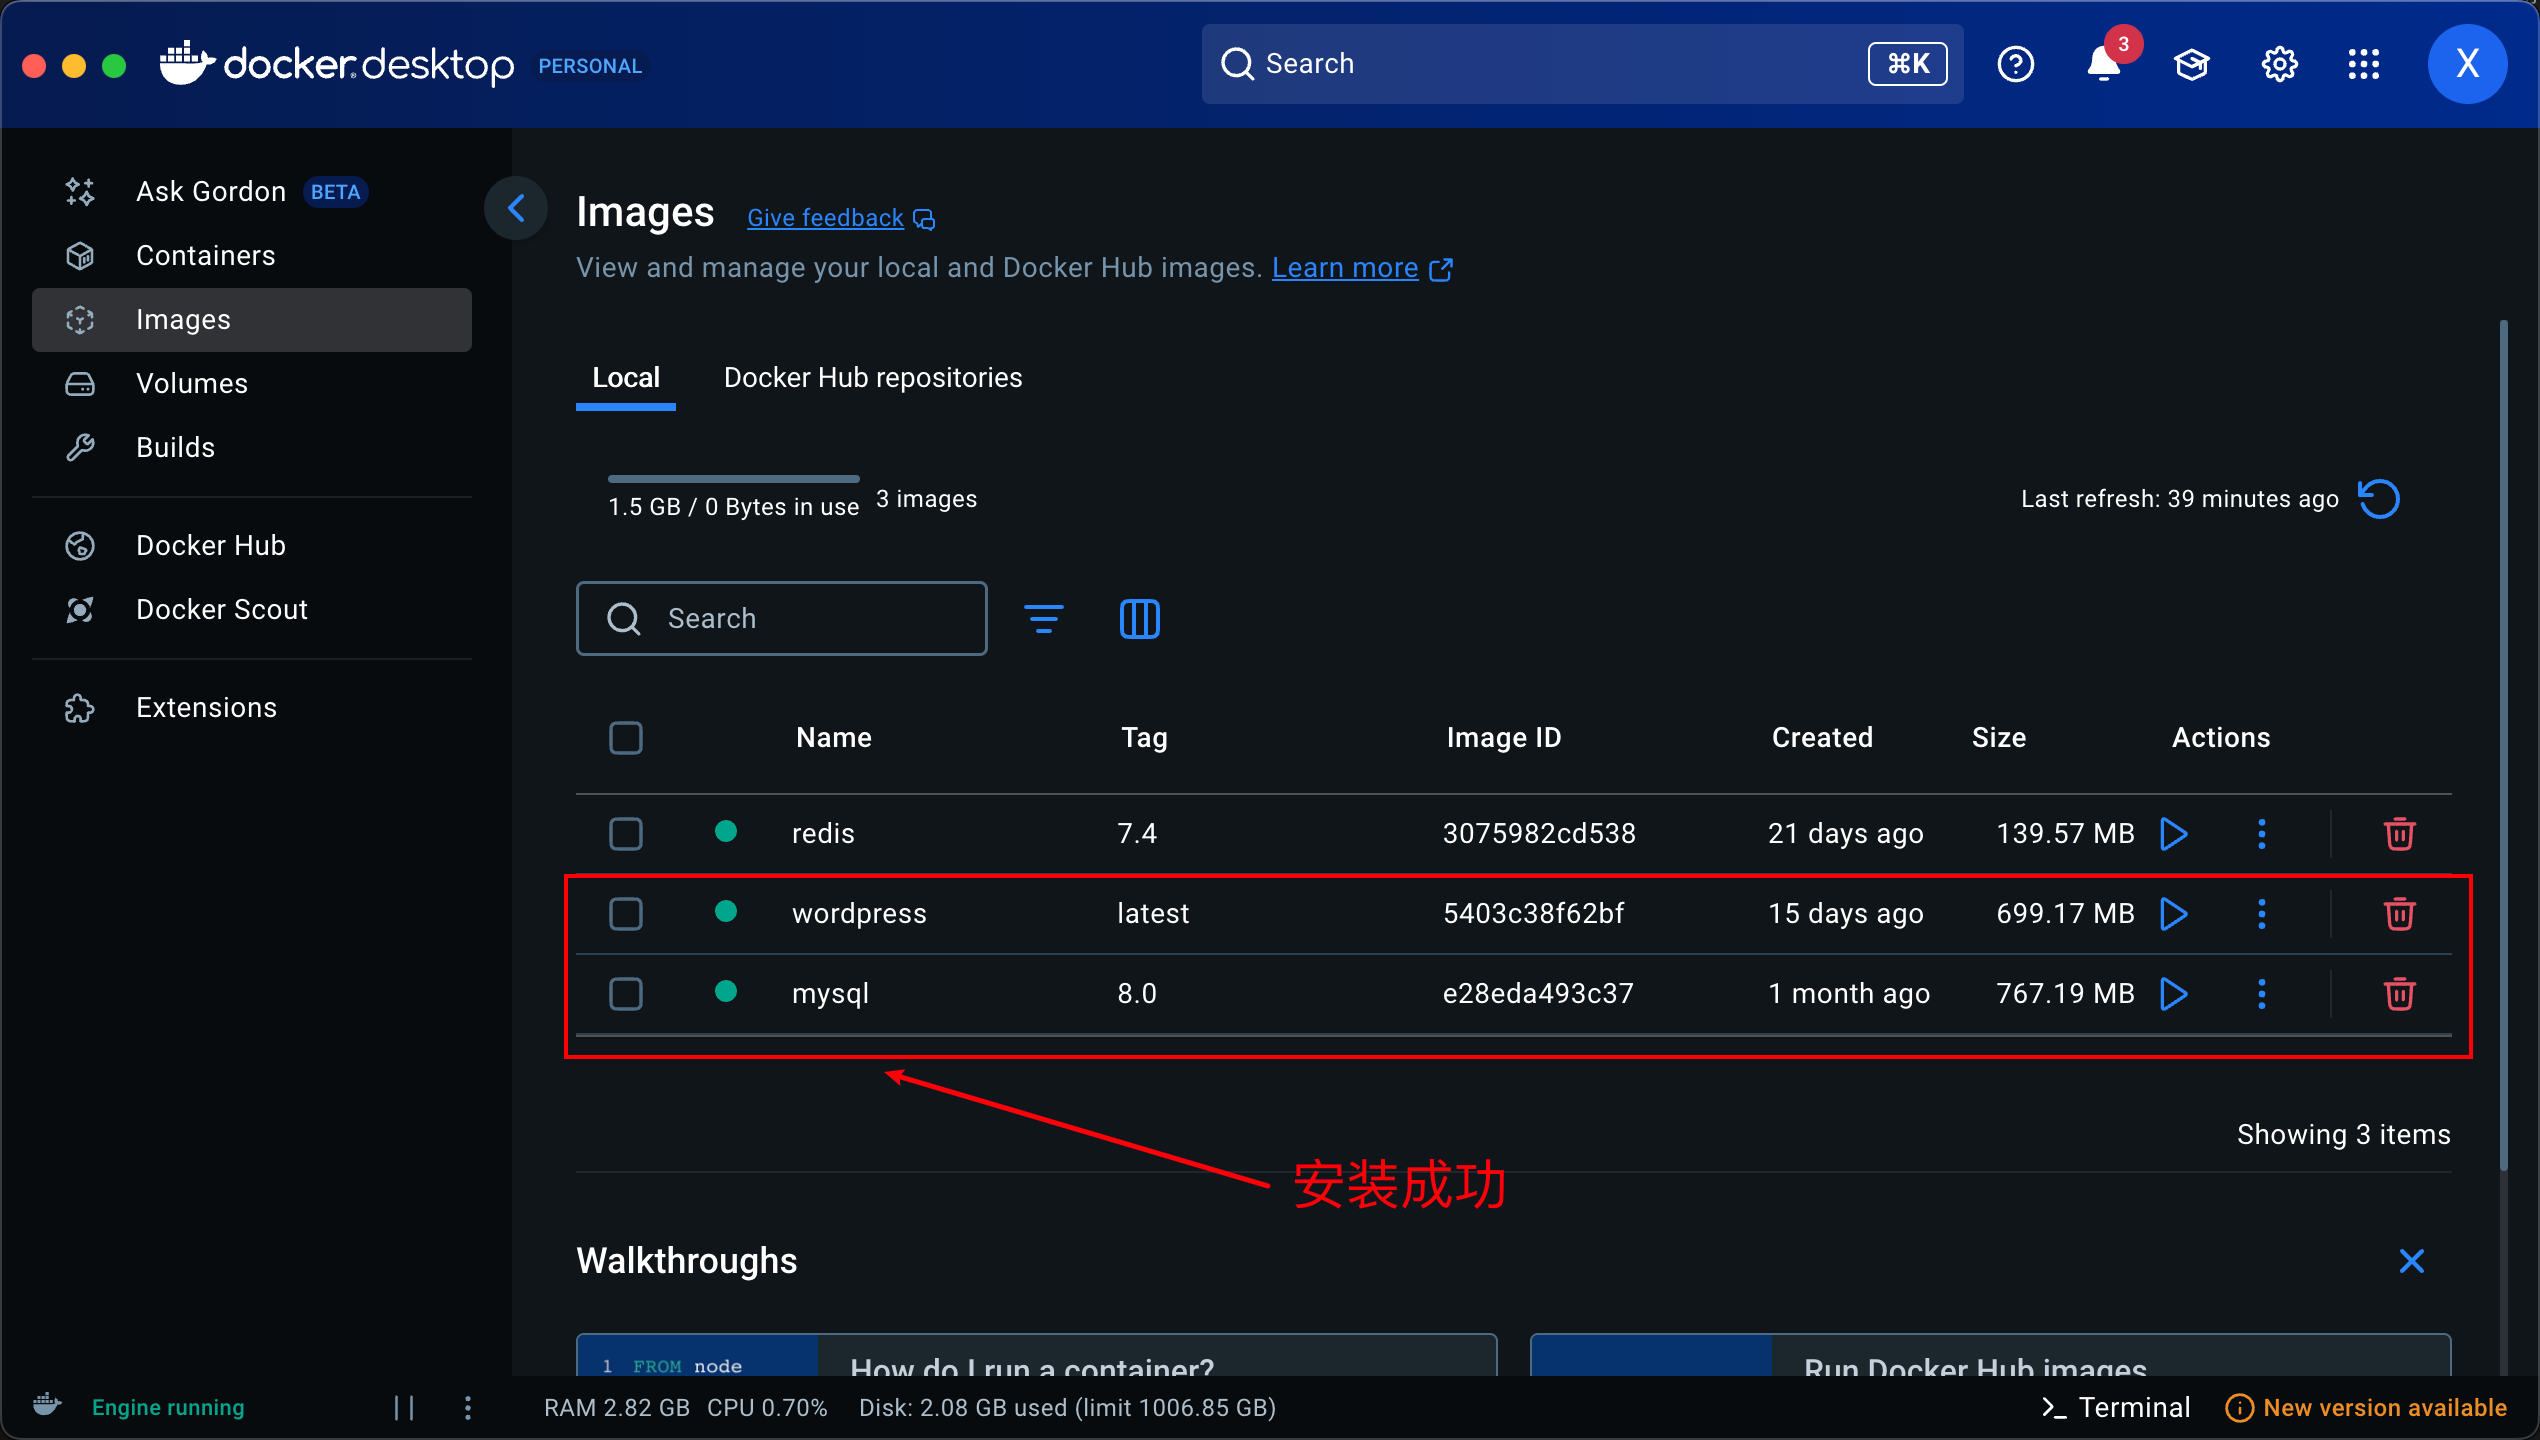 docker desktop PERSONAL
Search
⌘K
3
X
Ask Gordon BETA
Containers
Images
Volumes
Builds
Docker Hub
Docker Scout
Extensions
Images Give feedback
View and manage your local and Docker Hub images. Learn more
Local Docker Hub repositories
1.5 GB / 0 Bytes in use 3 images
Last refresh: 39 minutes ago
Search
Name Tag Image ID Created Size Actions
redis 7.4 3075982cd538 21 days ago 139.57 MB
wordpress latest 5403c38f62bf 15 days ago 699.17 MB
mysql 8.0 e28eda493c37 1 month ago 767.19 MB
Showing 3 items
安装成功
Walkthroughs
1 FROM node
How do I run a container?
Run Docker Hub images
Engine running
RAM 2.82 GB CPU 0.70% Disk: 2.08 GB used (limit 1006.85 GB)
Terminal
New version available